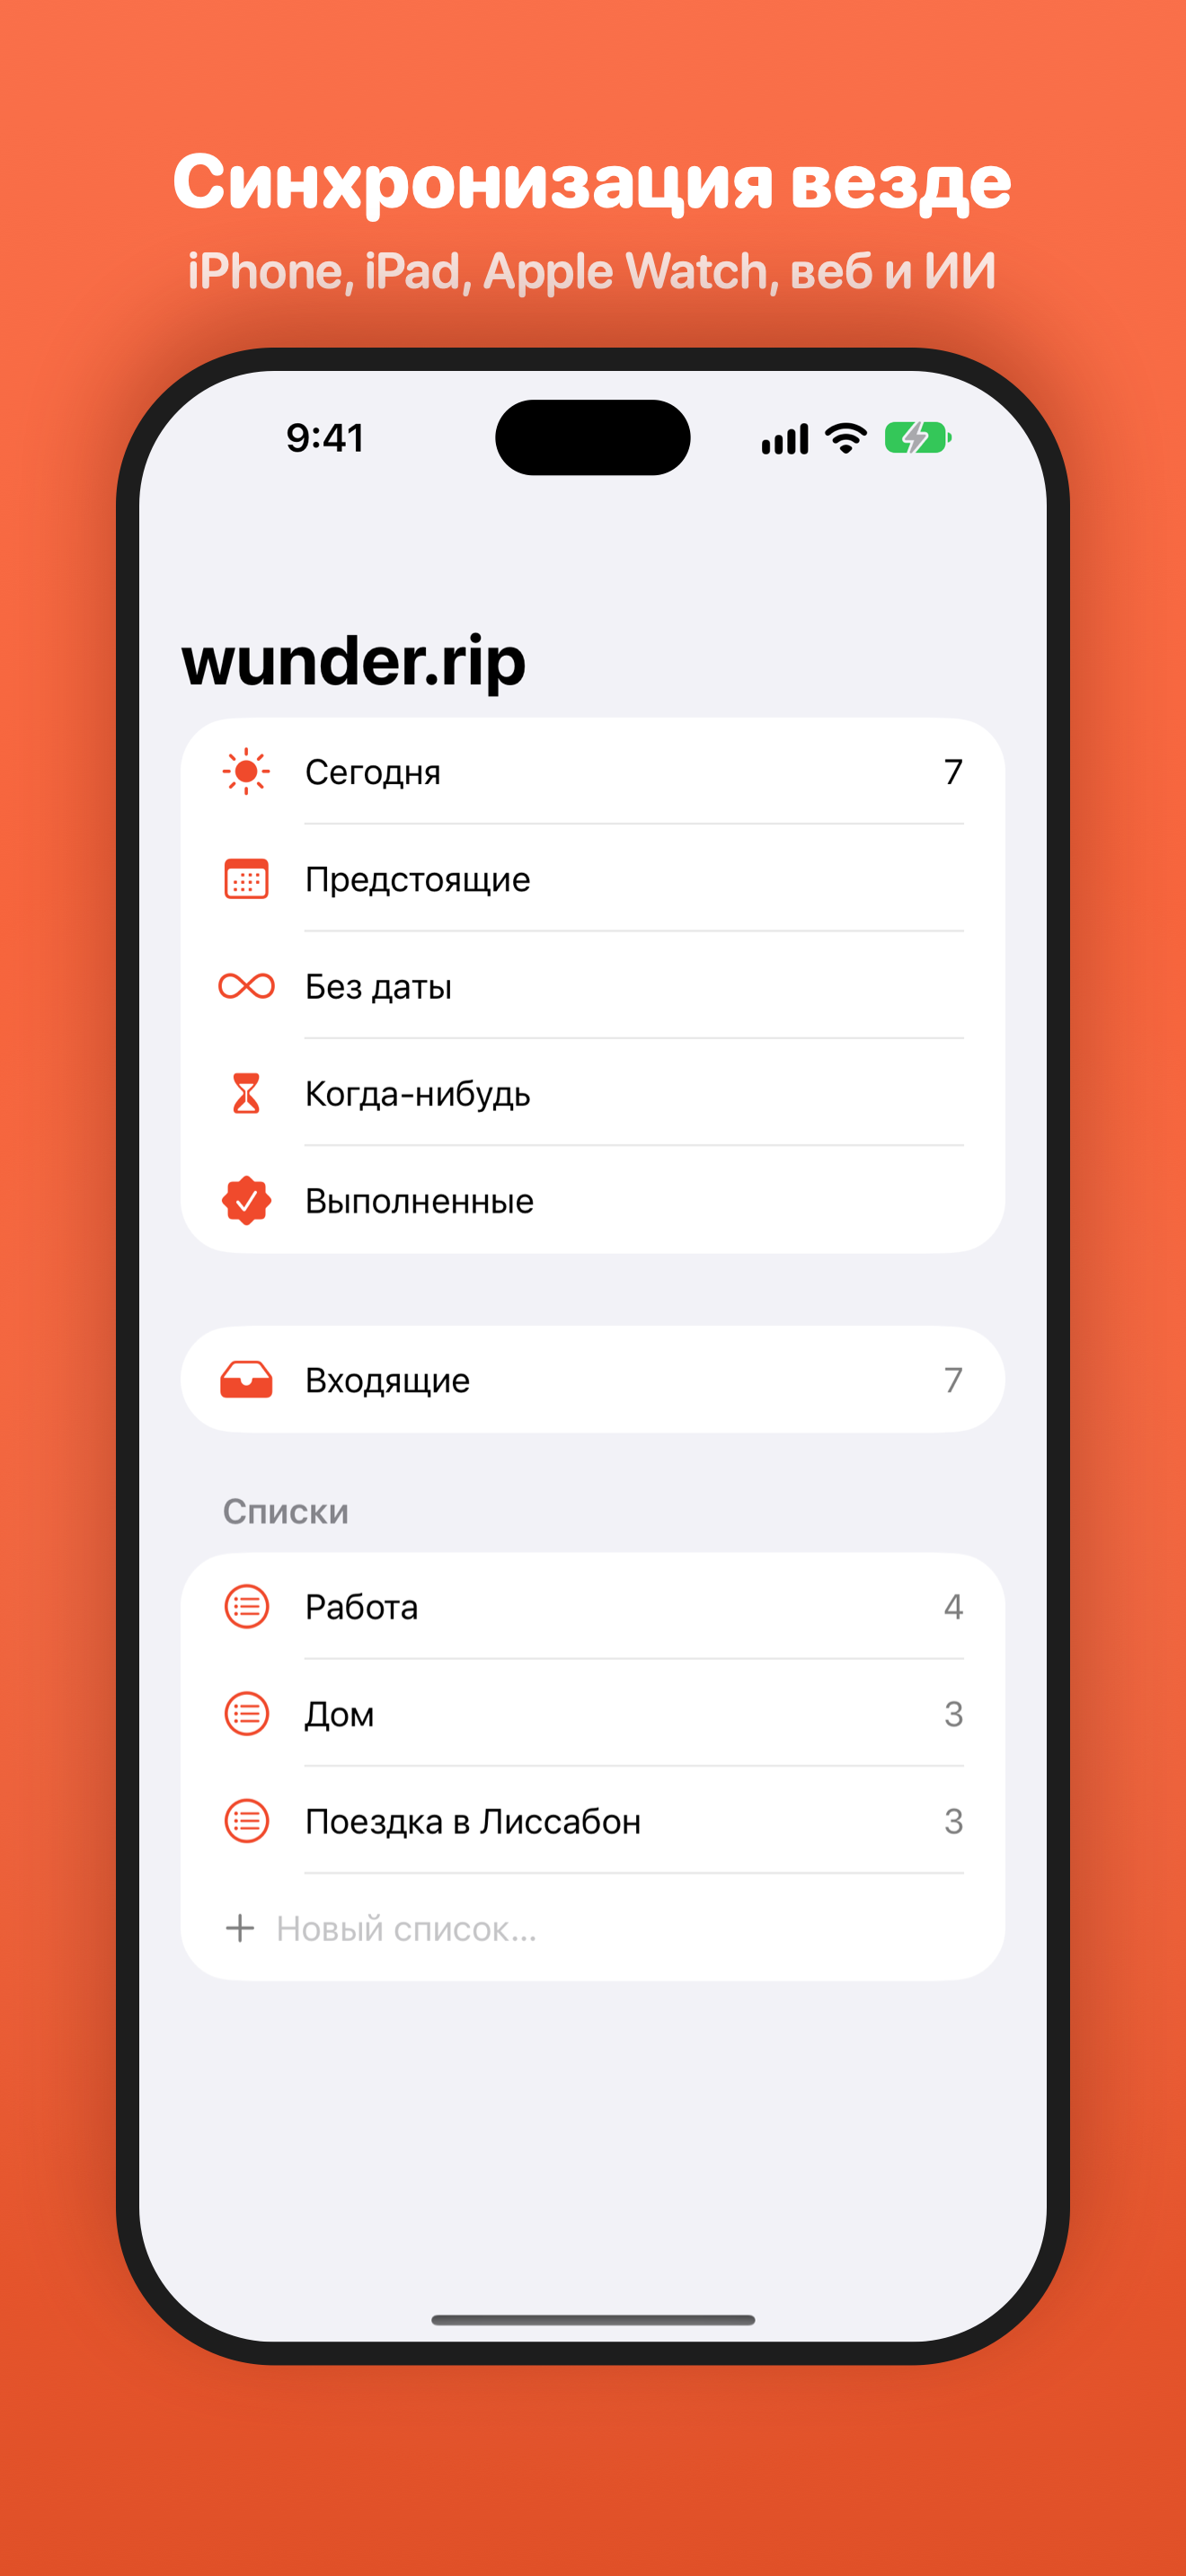 Синхронизация везде
iPhone, iPad, Apple Watch, веб и ИИ
9:41
wunder.rip
Сегодня 7
Предстоящие
Без даты
Когда-нибудь
Выполненные
Входящие 7
Списки
Работа 4
Дом 3
Поездка в Лиссабон 3
Новый список...